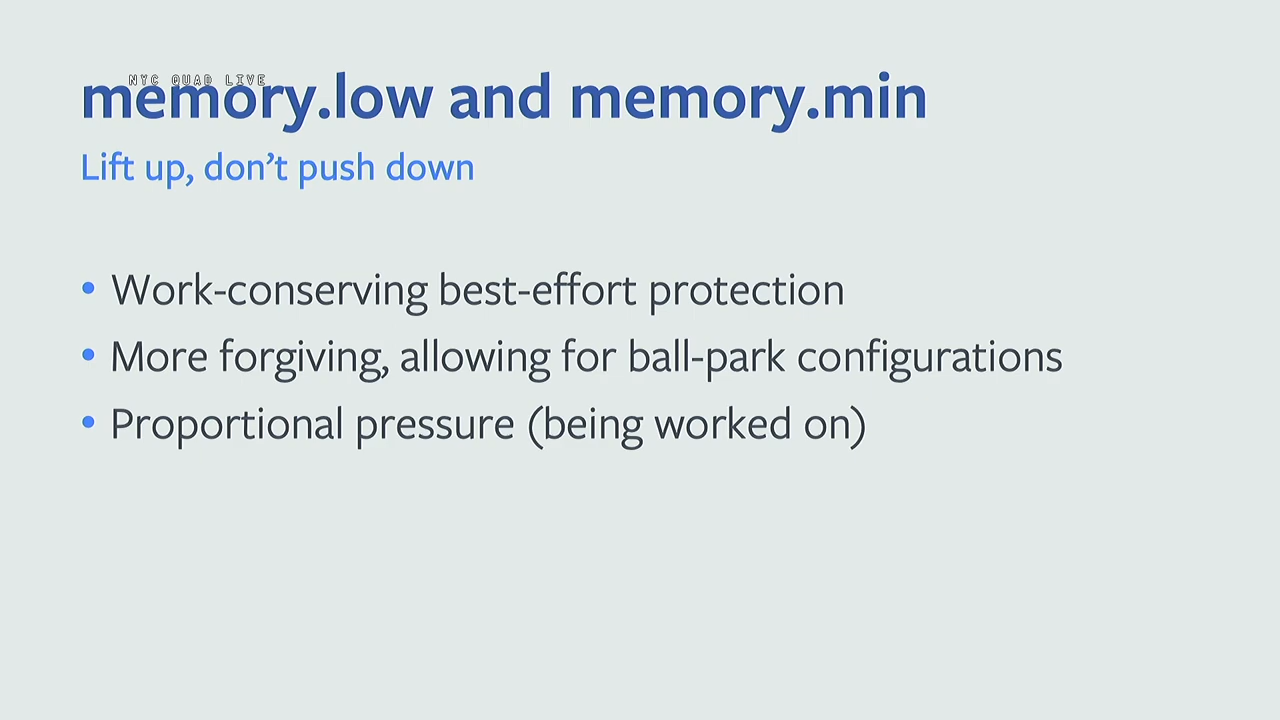 NYC QUAD LIVE
memory.low and memory.min
Lift up, don’t push down
• Work-conserving best-effort protection
• More forgiving, allowing for ball-park configurations
• Proportional pressure (being worked on)